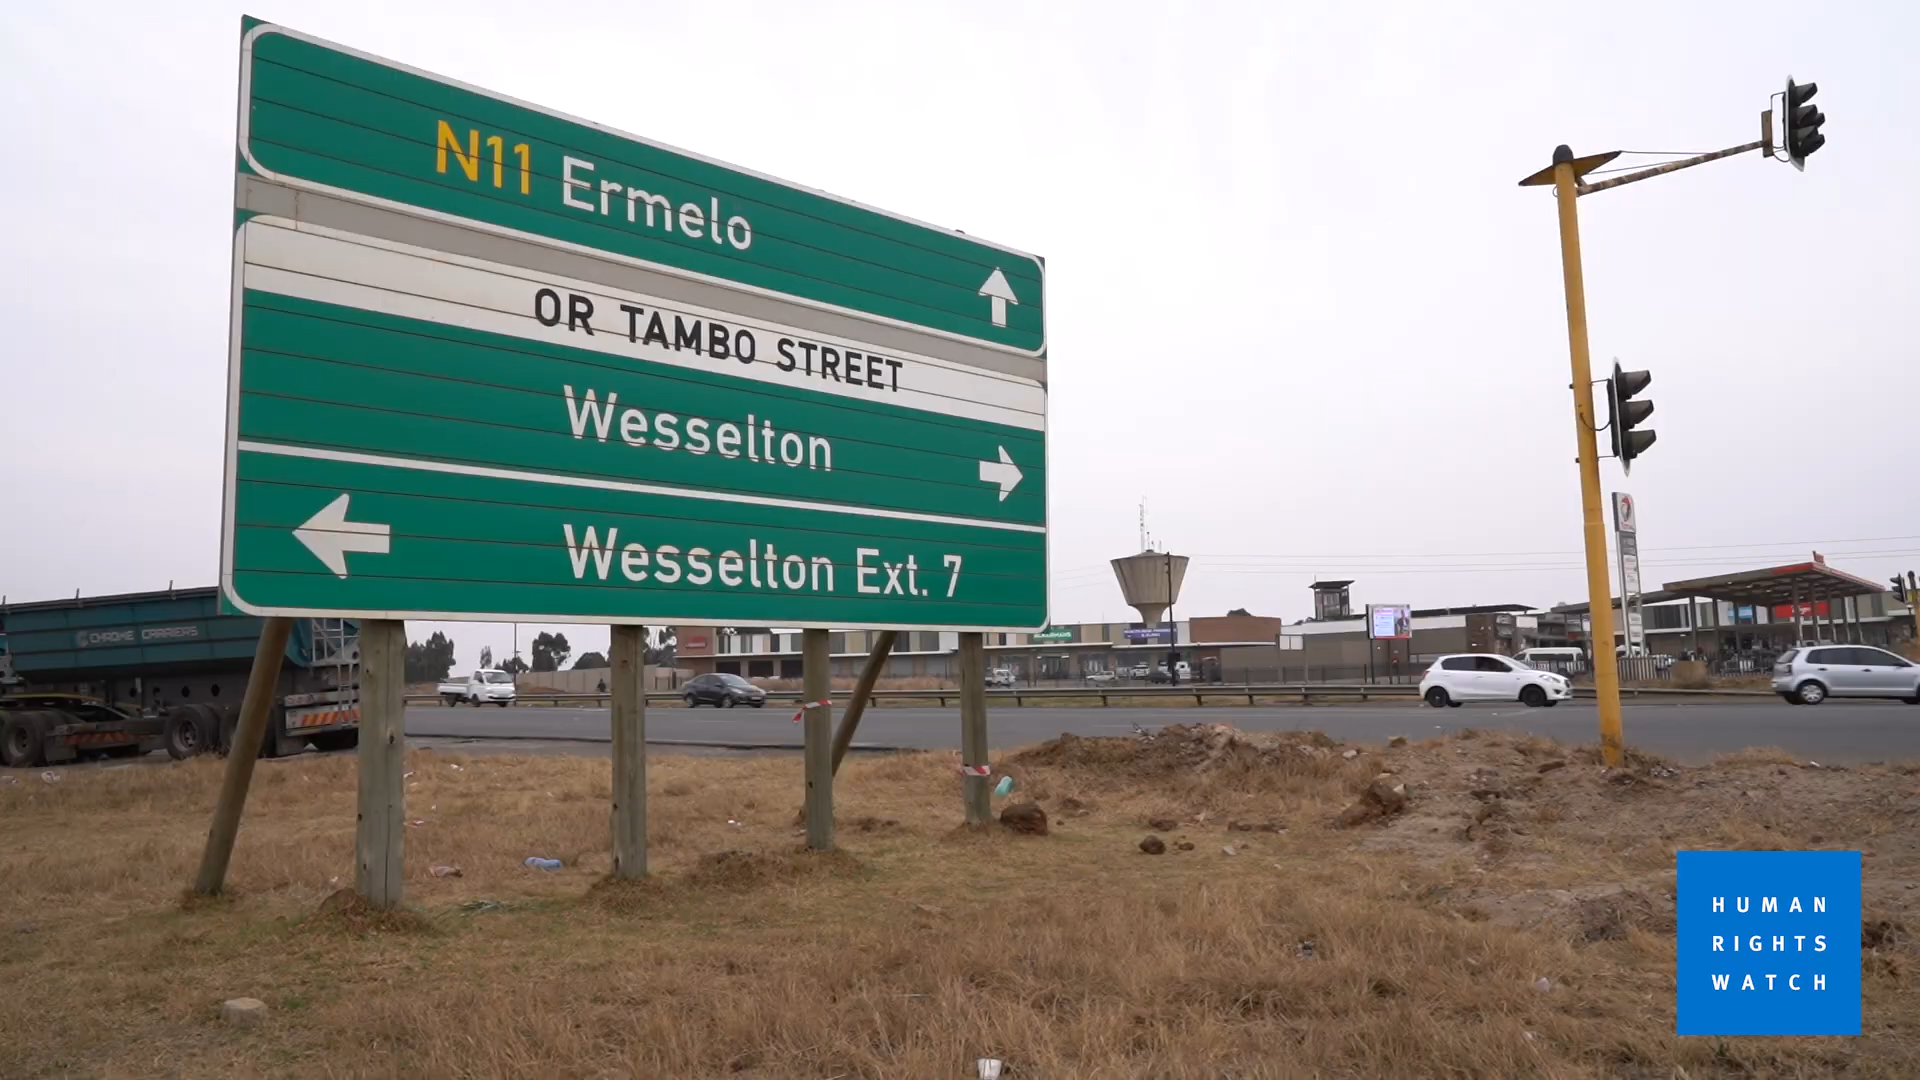 N11 Ermelo
OR TAMBO STREET
Wesselton
Wesselton Ext. 7
CHROME CARRIERS
HUMAN
RIGHTS
WATCH